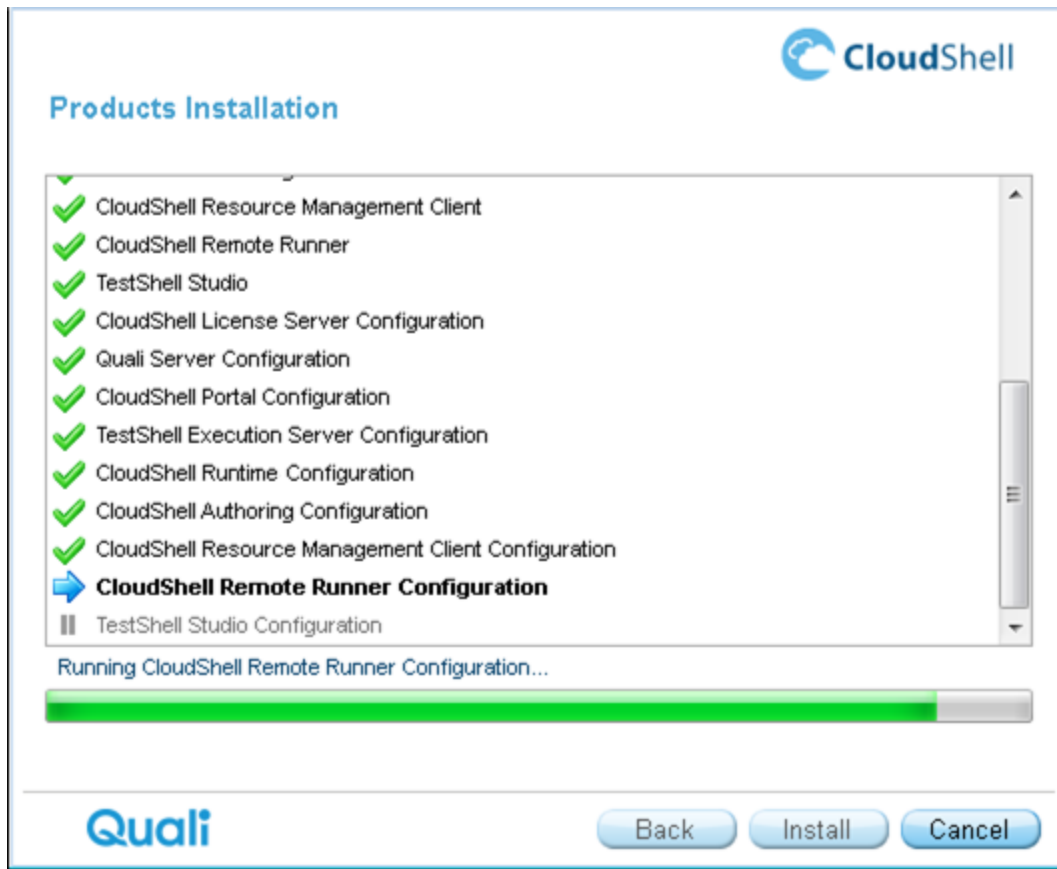 CloudShell
Products Installation
CloudShell Resource Management Client
CloudShell Remote Runner
TestShell Studio
CloudShell License Server Configuration
Quali Server Configuration
CloudShell Portal Configuration
TestShell Execution Server Configuration
CloudShell Runtime Configuration
CloudShell Authoring Configuration
CloudShell Resource Management Client Configuration
CloudShell Remote Runner Configuration
TestShell Studio Configuration
Running CloudShell Remote Runner Configuration...
Quali
Back
Install
Cancel